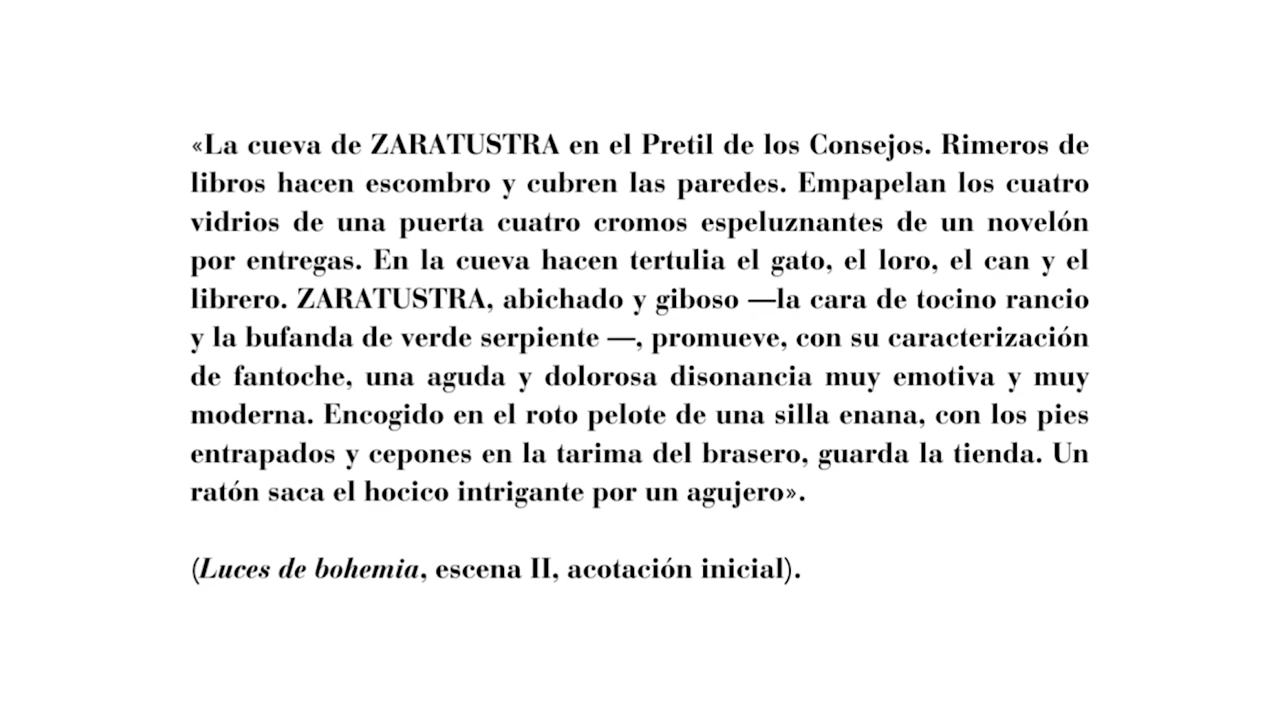 «La cueva de ZARATUSTRA en el Pretil de los Consejos. Rimeros de
libros hacen escombro y cubren las paredes. Empapelan los cuatro
vidrios de una puerta cuatro cromos espeluznantes de un novelón
por entregas. En la cueva hacen tertulia el gato, el loro, el can y el
librero. ZARATUSTRA, abichado y giboso —la cara de tocino rancio
y la bufanda de verde serpiente —, promueve, con su caracterización
de fantoche, una aguda y dolorosa disonancia muy emotiva y muy
moderna. Encogido en el roto pelote de una silla enana, con los pies
entrapados y cepones en la tarima del brasero, guarda la tienda. Un
ratón saca el hocico intrigante por un agujero».
(Luces de bohemia, escena II, acotación inicial).